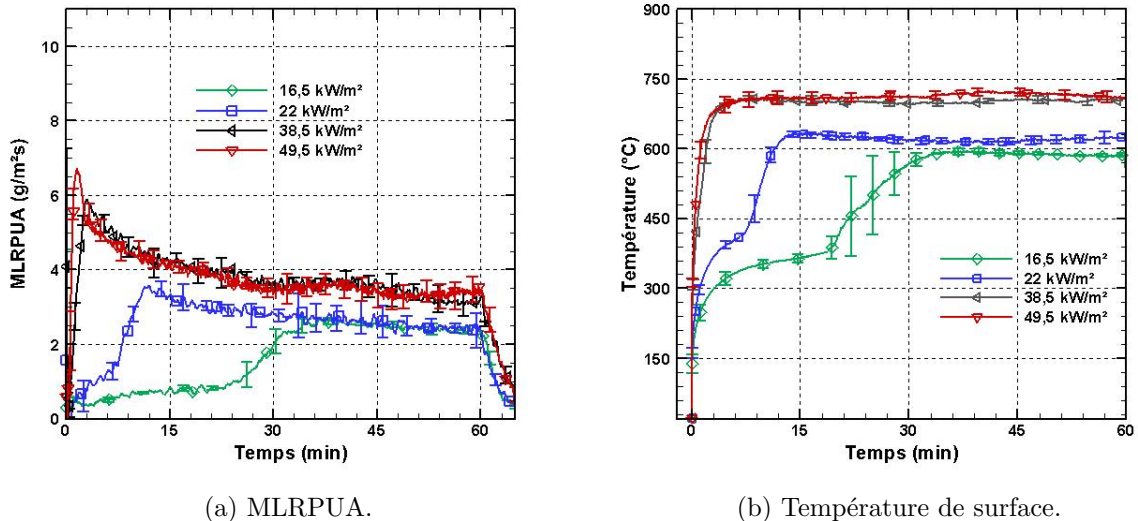 MLRPUA (g/m²s)
10
8
6
4
2
0
16,5 kW/m²
22 kW/m²
38,5 kW/m²
49,5 kW/m²
0 15 30 45 60
Temps (min)
(a) MLRPUA.
Température (°C)
900
750
600
450
300
150
16,5 kW/m²
22 kW/m²
38,5 kW/m²
49,5 kW/m²
0 15 30 45 60
Temps (min)
(b) Température de surface.